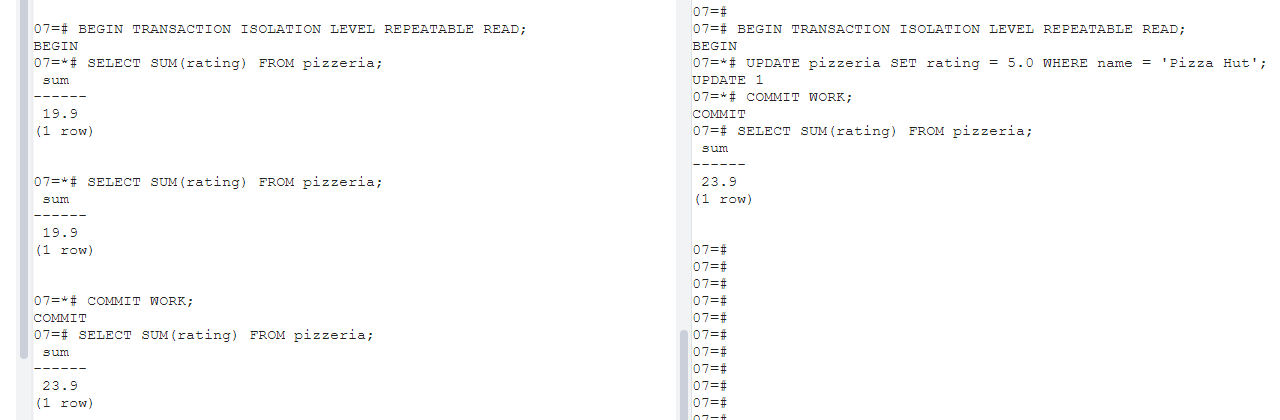 07=# BEGIN TRANSACTION ISOLATION LEVEL REPEATABLE READ;
BEGIN
07=*# SELECT SUM(rating) FROM pizzeria;
 sum
------
 19.9
(1 row)
07=*# SELECT SUM(rating) FROM pizzeria;
 sum
------
 19.9
(1 row)
07=*# COMMIT WORK;
COMMIT
07=# SELECT SUM(rating) FROM pizzeria;
 sum
------
 23.9
(1 row)
07=#
07=# BEGIN TRANSACTION ISOLATION LEVEL REPEATABLE READ;
BEGIN
07=*# UPDATE pizzeria SET rating = 5.0 WHERE name = 'Pizza Hut';
UPDATE 1
07=*# COMMIT WORK;
COMMIT
07=# SELECT SUM(rating) FROM pizzeria;
 sum
------
 23.9
(1 row)
07=#
07=#
07=#
07=#
07=#
07=#
07=#
07=#
07=#
07=#
07=#